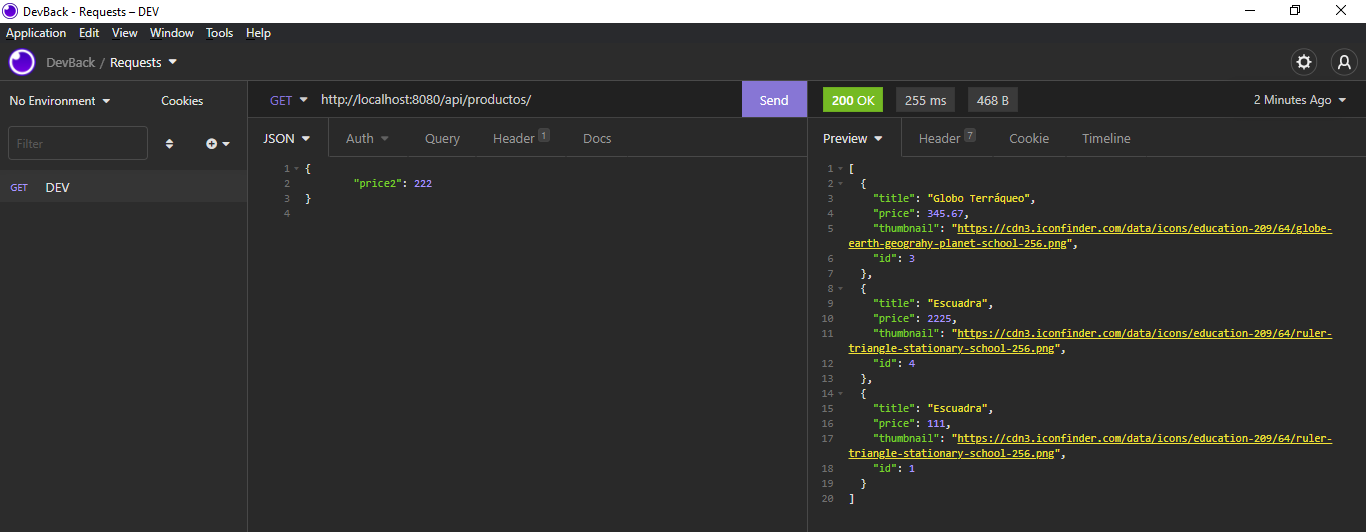 DevBack - Requests – DEV
Application Edit View Window Tools Help
DevBack / Requests
No Environment Cookies
Filter
GET DEV
GET http://localhost:8080/api/productos/ Send
JSON Auth Query Header 1 Docs
1 {
2 "price2": 222
3 }
4
200 OK 255 ms 468 B 2 Minutes Ago
Preview Header 7 Cookie Timeline
1 [
2 {
3 "title": "Globo Terráqueo",
4 "price": 345.67,
5 "thumbnail": "https://cdn3.iconfinder.com/data/icons/education-209/64/globe-
earth-geograhy-planet-school-256.png",
6 "id": 3
7 },
8 {
9 "title": "Escuadra",
10 "price": 2225,
11 "thumbnail": "https://cdn3.iconfinder.com/data/icons/education-209/64/ruler-
triangle-stationary-school-256.png",
12 "id": 4
13 },
14 {
15 "title": "Escuadra",
16 "price": 111,
17 "thumbnail": "https://cdn3.iconfinder.com/data/icons/education-209/64/ruler-
triangle-stationary-school-256.png",
18 "id": 1
19 }
20 ]